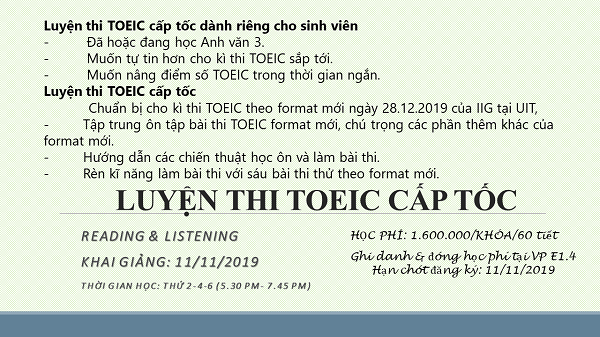 Luyện thi TOEIC cấp tốc dành riêng cho sinh viên
- Đã hoặc đang học Anh văn 3.
- Muốn tự tin hơn cho kì thi TOEIC sắp tới.
- Muốn nâng điểm số TOEIC trong thời gian ngắn.
Luyện thi TOEIC cấp tốc
Chuẩn bị cho kì thi TOEIC theo format mới ngày 28.12.2019 của IIG tại UIT,
- Tập trung ôn tập bài thi TOEIC format mới, chú trọng các phần thêm khác của
format mới.
- Hướng dẫn các chiến thuật học ôn và làm bài thi.
- Rèn kĩ năng làm bài thi với sáu bài thi thử theo format mới.
LUYỆN THI TOEIC CẤP TỐC
READING & LISTENING
KHAI GIẢNG: 11/11/2019
THỜI GIAN HỌC: THỨ 2-4-6 (5.30 PM- 7.45 PM)
HỌC PHÍ: 1.600.000/KHÓA/60 tiết
Ghi danh & đóng học phí tại VP E1.4
Hạn chót đăng ký: 11/11/2019